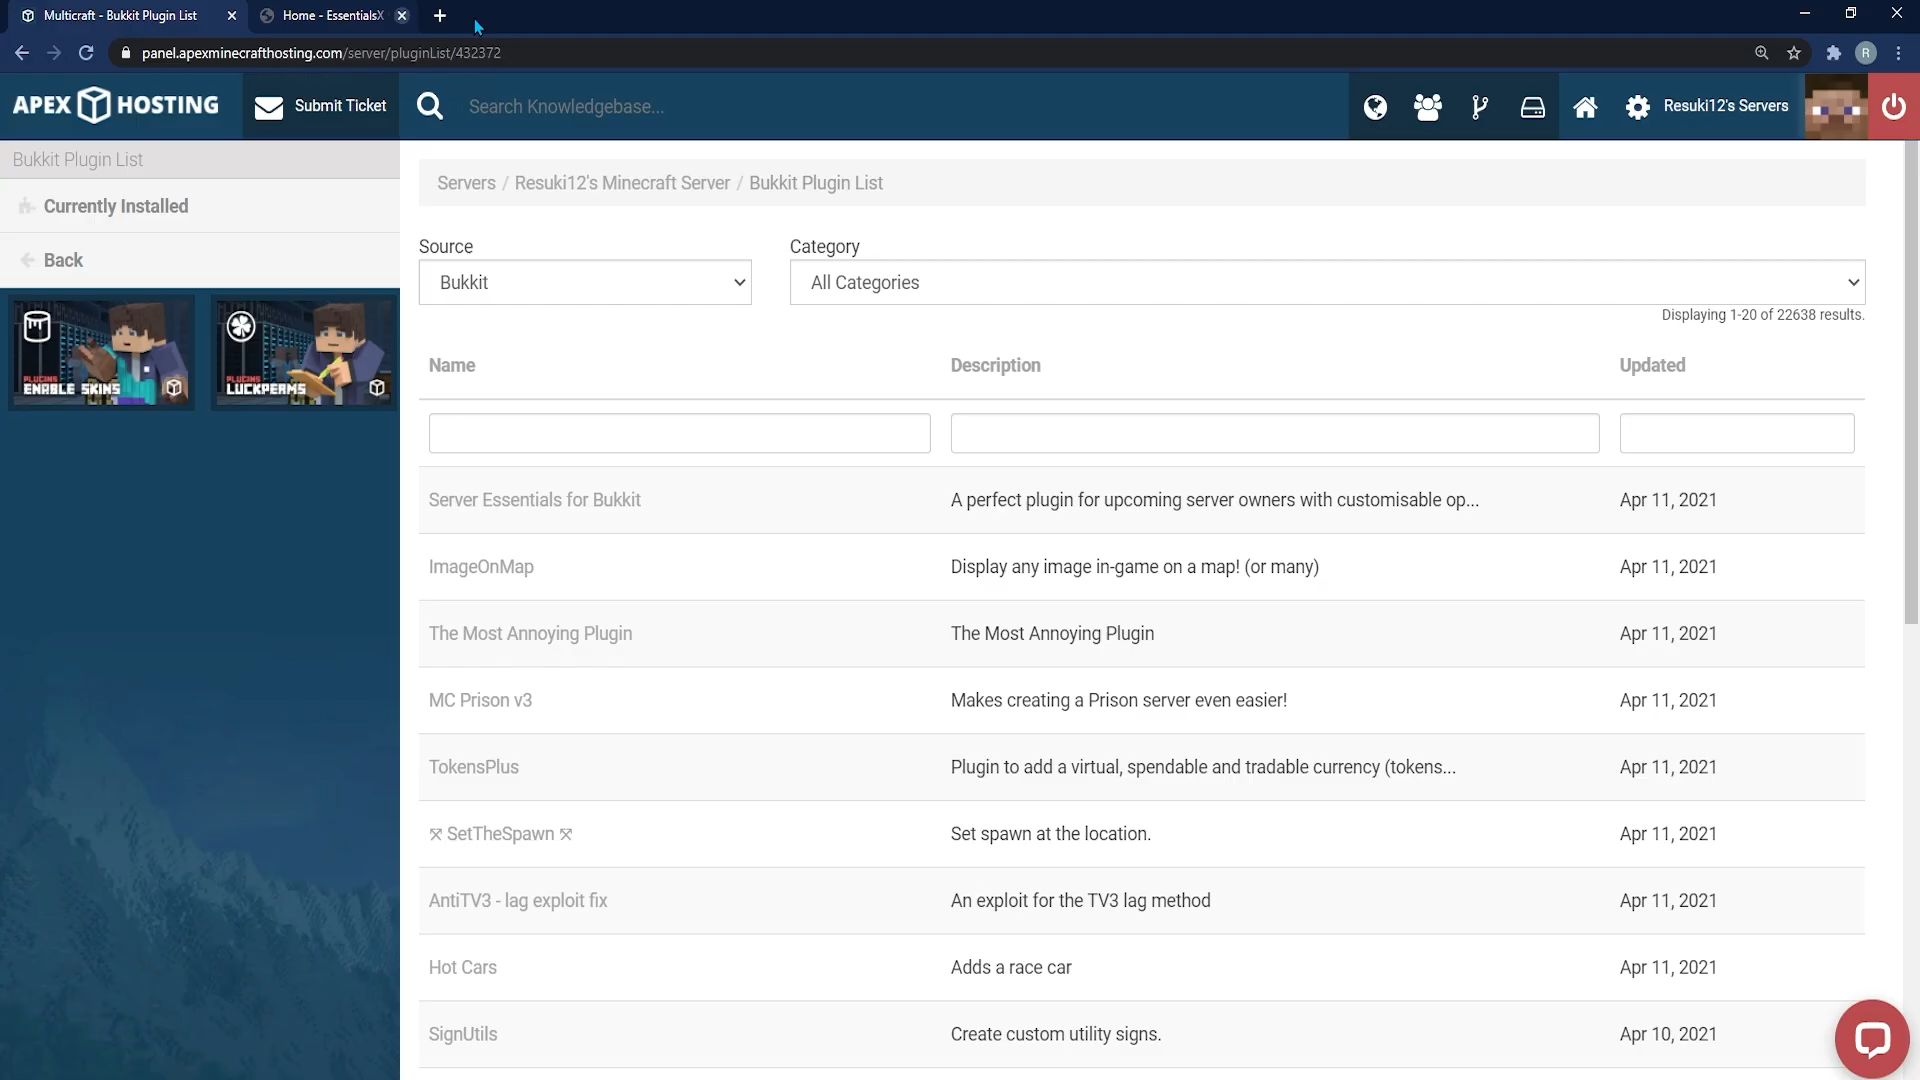 Multicraft - Bukkit Plugin List
Home - EssentialsX
panel.apexminecrafthosting.com/server/pluginList/432372
R
APEX HOSTING
Submit Ticket
Search Knowledgebase...
Resuki12's Servers
Bukkit Plugin List
Currently Installed
Back
PLUGINS
ENABLE SKINS
PLUGINS
LUCKPERMS
Servers / Resuki12's Minecraft Server / Bukkit Plugin List
Source
Category
Bukkit
All Categories
Displaying 1-20 of 22638 results.
Name Description Updated
Server Essentials for Bukkit A perfect plugin for upcoming server owners with customisable op... Apr 11, 2021
ImageOnMap Display any image in-game on a map! (or many) Apr 11, 2021
The Most Annoying Plugin The Most Annoying Plugin Apr 11, 2021
MC Prison v3 Makes creating a Prison server even easier! Apr 11, 2021
TokensPlus Plugin to add a virtual, spendable and tradable currency (tokens... Apr 11, 2021
⚒ SetTheSpawn ⚒ Set spawn at the location. Apr 11, 2021
AntiTV3 - lag exploit fix An exploit for the TV3 lag method Apr 11, 2021
Hot Cars Adds a race car Apr 11, 2021
SignUtils Create custom utility signs. Apr 10, 2021